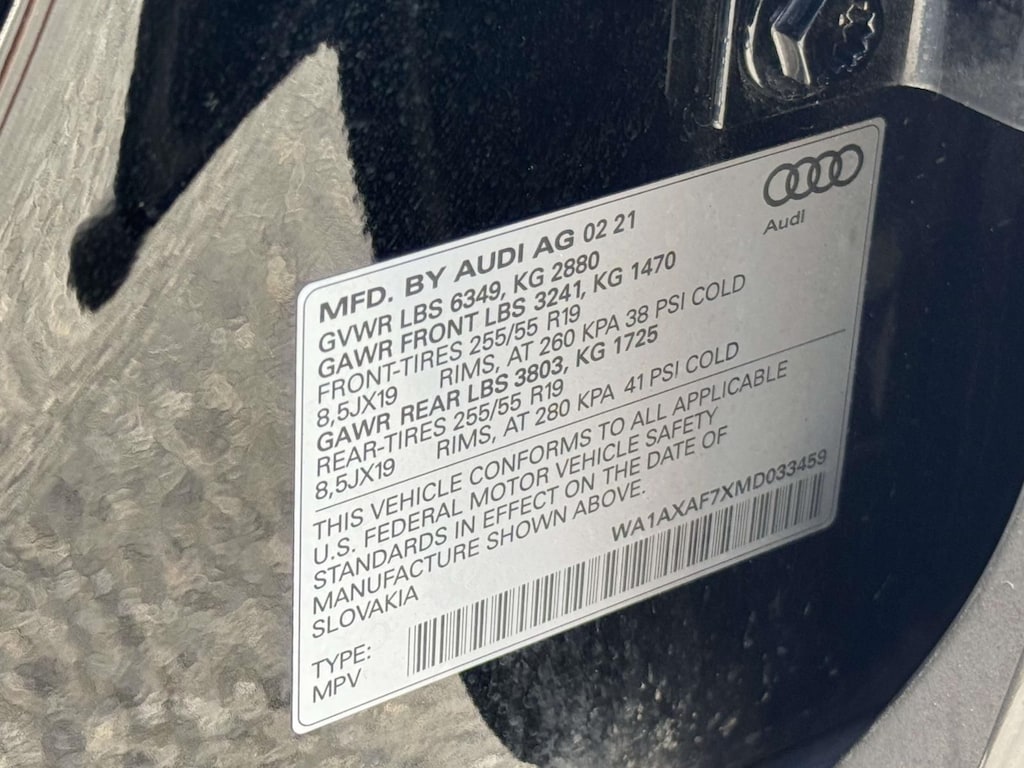 Audi
MFD. BY AUDI AG 02 21
GVWR LBS 6349, KG 2880
GAWR FRONT LBS 3241, KG 1470
FRONT-TIRES 255/55 R19
8,5JX19 RIMS, AT 260 KPA 38 PSI COLD
GAWR REAR LBS 3803, KG 1725
REAR-TIRES 255/55 R19
8,5JX19 RIMS, AT 280 KPA 41 PSI COLD
THIS VEHICLE CONFORMS TO ALL APPLICABLE
U.S. FEDERAL MOTOR VEHICLE SAFETY
STANDARDS IN EFFECT ON THE DATE OF
MANUFACTURE SHOWN ABOVE.
SLOVAKIA
WA1AXAF7XMD033459
TYPE:
MPV